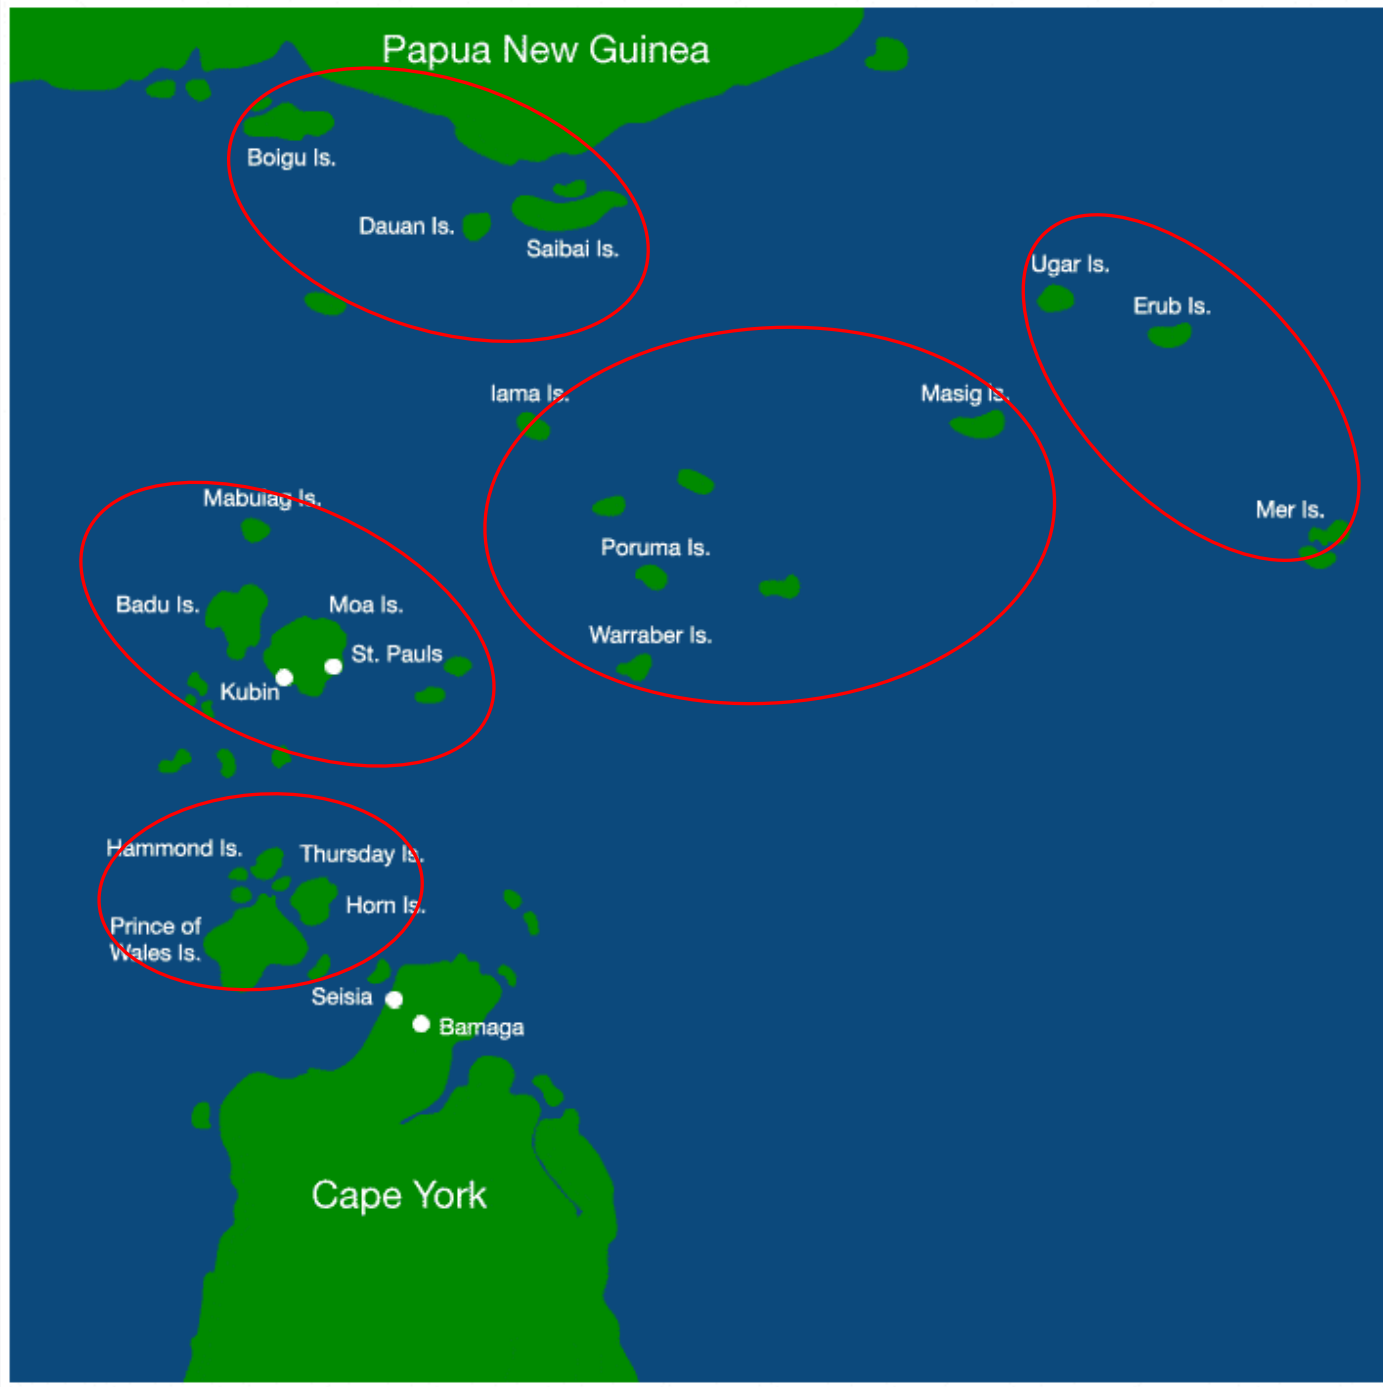 Papua New Guinea
Boigu Is.
Dauan Is.
Saibai Is.
Ugar Is.
Erub Is.
Iama Is.
Masig Is.
Mabuiag Is.
Mer Is.
Poruma Is.
Badu Is.
Moa Is.
Warraber Is.
St. Pauls
Kubin
Hammond Is.
Thursday Is.
Horn Is.
Prince of
Wales Is.
Seisia
Bamaga
Cape York